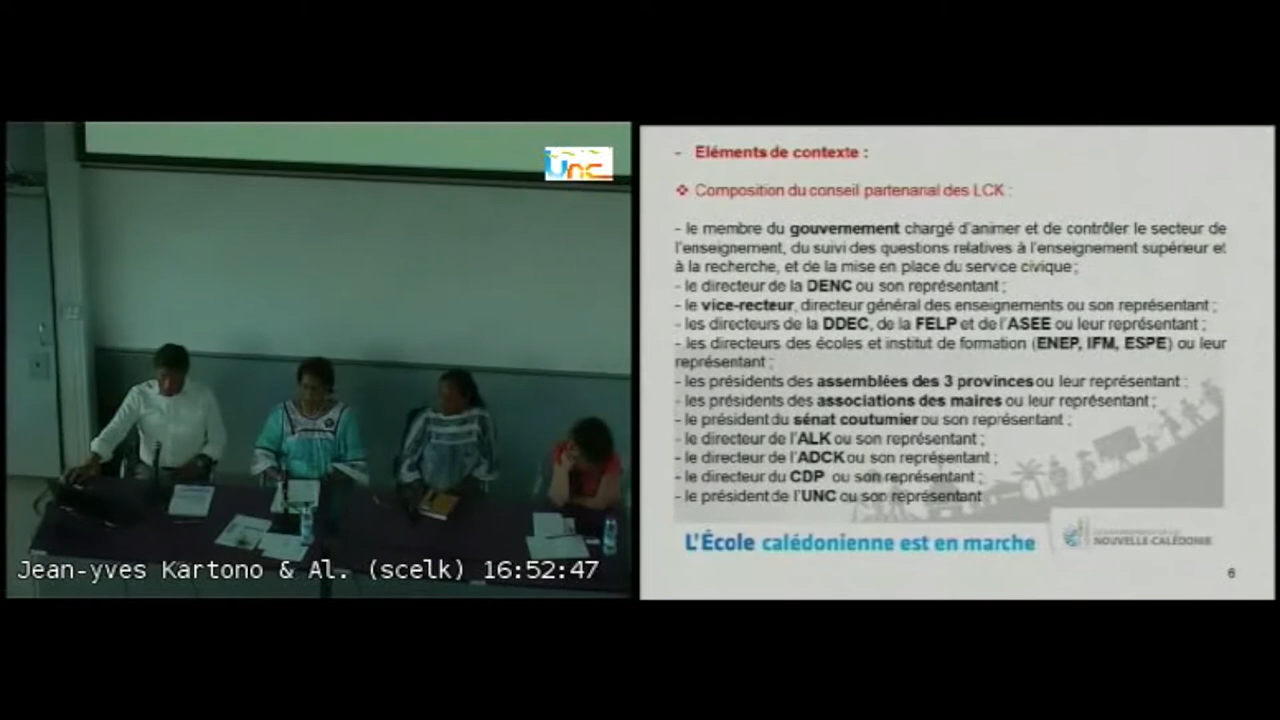 Unc
Jean-yves Kartono & Al. (scelk) 16:52:47
- Eléments de contexte :
❖ Composition du conseil partenarial des LCK :
- le membre du gouvernement chargé d'animer et de contrôler le secteur de
l'enseignement, du suivi des questions relatives à l'enseignement supérieur et
à la recherche, et de la mise en place du service civique ;
- le directeur de la DENC ou son représentant ;
- le vice-recteur, directeur général des enseignements ou son représentant ;
- les directeurs de la DDEC, de la FELP et de l'ASEE ou leur représentant ;
- les directeurs des écoles et institut de formation (ENEP, IFM, ESPE) ou leur
représentant ;
- les présidents des assemblées des 3 provinces ou leur représentant ;
- les présidents des associations des maires ou leur représentant ;
- le président du sénat coutumier ou son représentant ;
- le directeur de l'ALK ou son représentant ;
- le directeur de l'ADCK ou son représentant ;
- le directeur du CDP ou son représentant ;
- le président de l'UNC ou son représentant
L'École calédonienne est en marche
NOUVELLE-CALÉDONIE
6